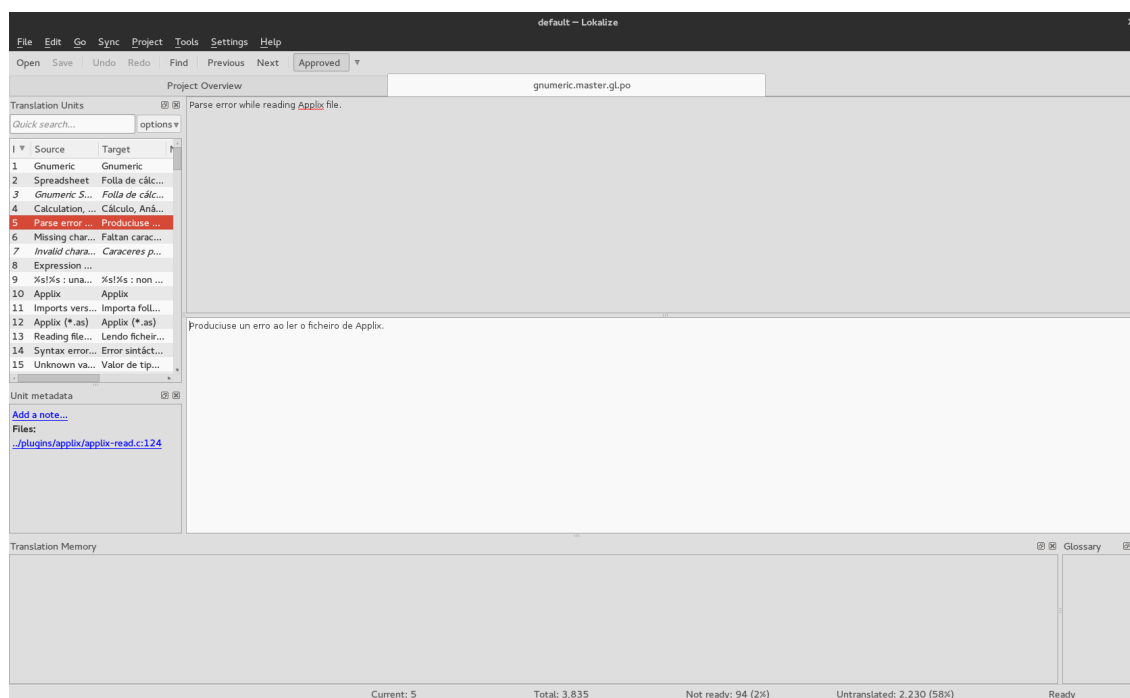 default — Lokalize
File Edit Go Sync Project Tools Settings Help
Open Save Undo Redo Find Previous Next Approved
Project Overview gnumeric.master.gl.po
Translation Units
Quick search... options
Source Target
1 Gnumeric Gnumeric
2 Spreadsheet Folla de cálc...
3 Gnumeric S... Folla de cálc...
4 Calculation, ... Cálculo, Aná...
5 Parse error ... Produciuse ...
6 Missing char... Faltan carac...
7 Invalid chara... Caraceres p...
8 Expression ...
9 %s!%s : una... %s!%s : non ...
10 Applix Applix
11 Imports vers... Importa foll...
12 Applix (*.as) Applix (*.as)
13 Reading file... Lendo ficheir...
14 Syntax error... Error sintáct...
15 Unknown va... Valor de tip...
Parse error while reading Applix file.
Produciuse un erro ao ler o ficheiro de Applix.
Unit metadata
Add a note...
Files:
../plugins/applix/applix-read.c:124
Translation Memory Glossary
Current: 5 Total: 3,835 Not ready: 94 (2%) Untranslated: 2,230 (58%) Ready